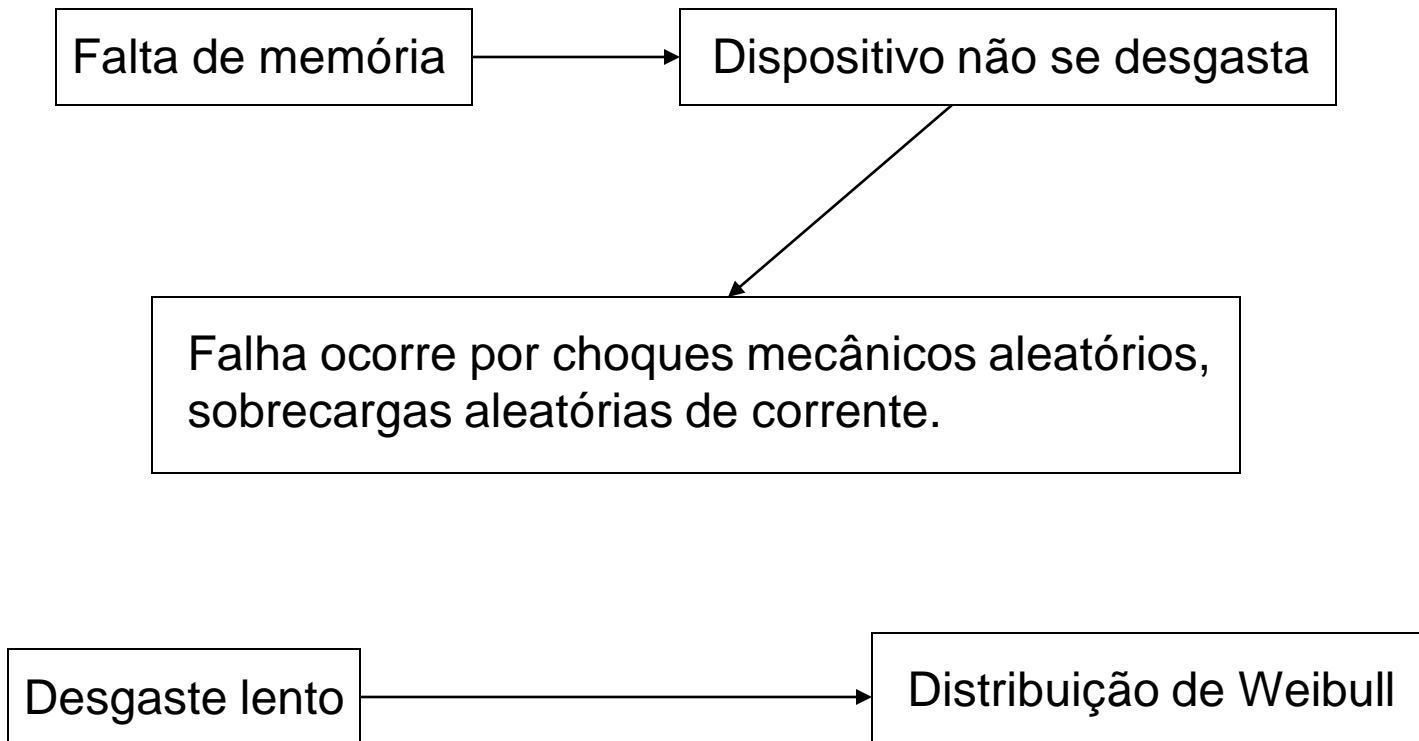 Falta de memória
Dispositivo não se desgasta
Falha ocorre por choques mecânicos aleatórios,
sobrecargas aleatórias de corrente.
Desgaste lento
Distribuição de Weibull